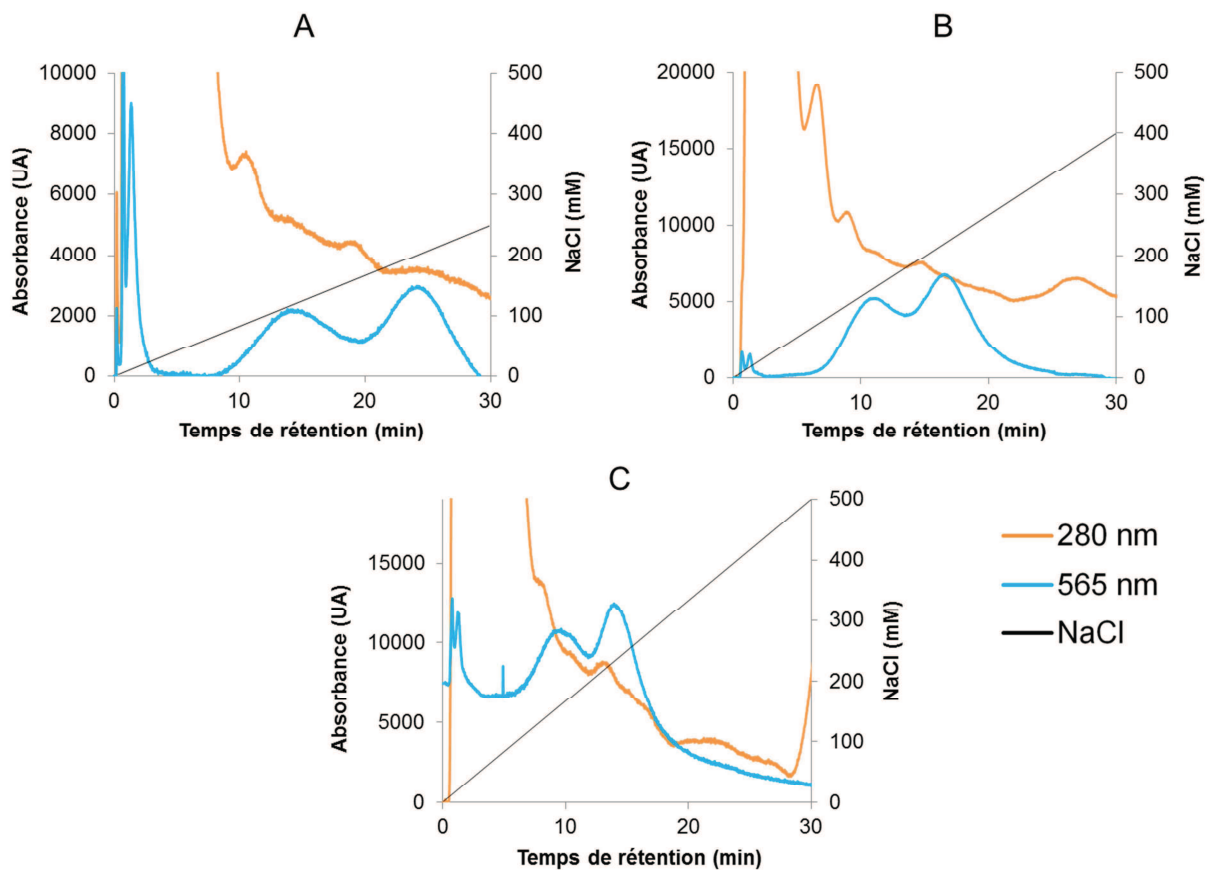 A
Absorbance (UA)
10000
8000
6000
4000
2000
0
500
400
300
200
100
0
NaCl (mM)
0 10 20 30
Temps de rétention (min)
B
Absorbance (UA)
20000
15000
10000
5000
0
500
400
300
200
100
0
NaCl (mM)
0 10 20 30
Temps de rétention (min)
C
Absorbance (UA)
15000
10000
5000
0
500
400
300
200
100
0
NaCl (mM)
0 10 20 30
Temps de rétention (min)
280 nm
565 nm
NaCl